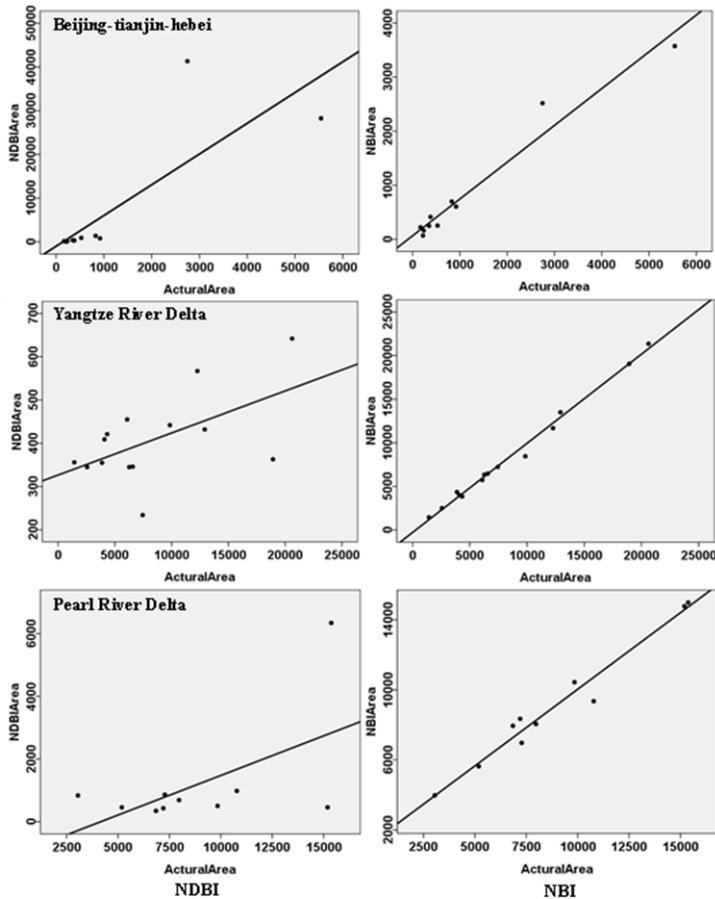 Beijing-tianjin-hebei
NDBIArea
50000
40000
30000
20000
10000
0
0 1000 2000 3000 4000 5000 6000
ActuralArea
NBIArea
4000
3000
2000
1000
0
0 1000 2000 3000 4000 5000 6000
ActuralArea
Yangtze River Delta
NDBIArea
700
600
500
400
300
200
0 5000 10000 15000 20000 25000
ActuralArea
NBIArea
25000
20000
15000
10000
5000
0
0 5000 10000 15000 20000 25000
ActuralArea
Pearl River Delta
NDBIArea
6000
4000
2000
0
2500 5000 7500 10000 12500 15000
ActuralArea
NDBI
NBIArea
14000
10000
6000
2000
2500 5000 7500 10000 12500 15000
ActuralArea
NBI